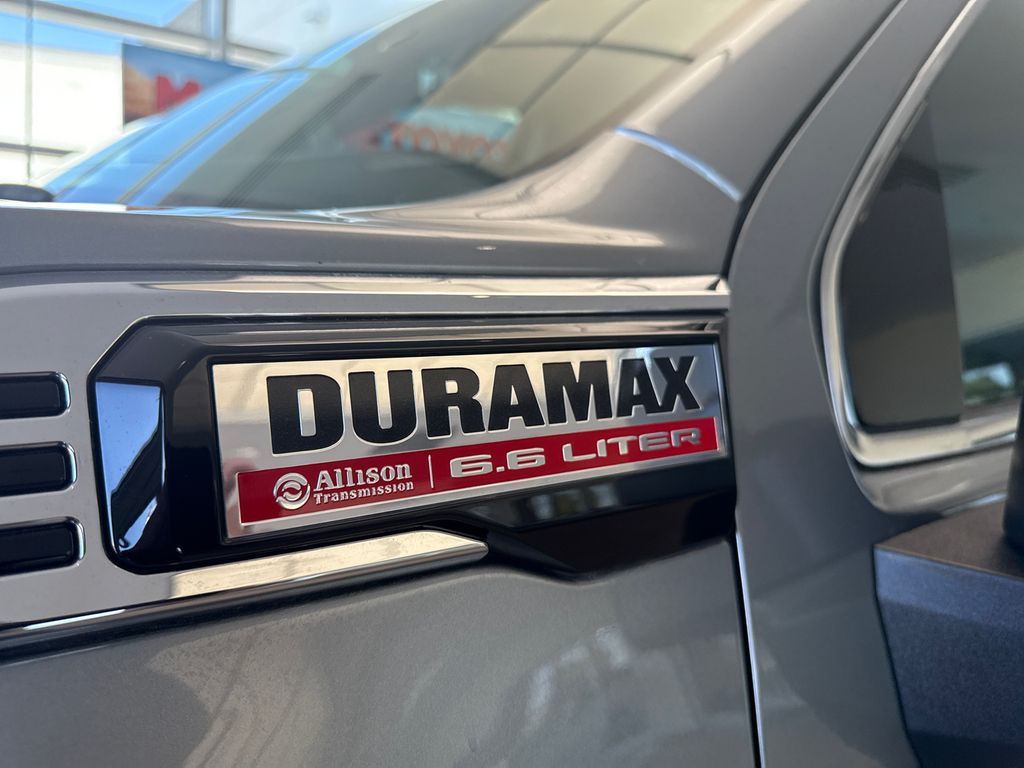 DURAMAX
Allison
Transmission
6.6 LITER